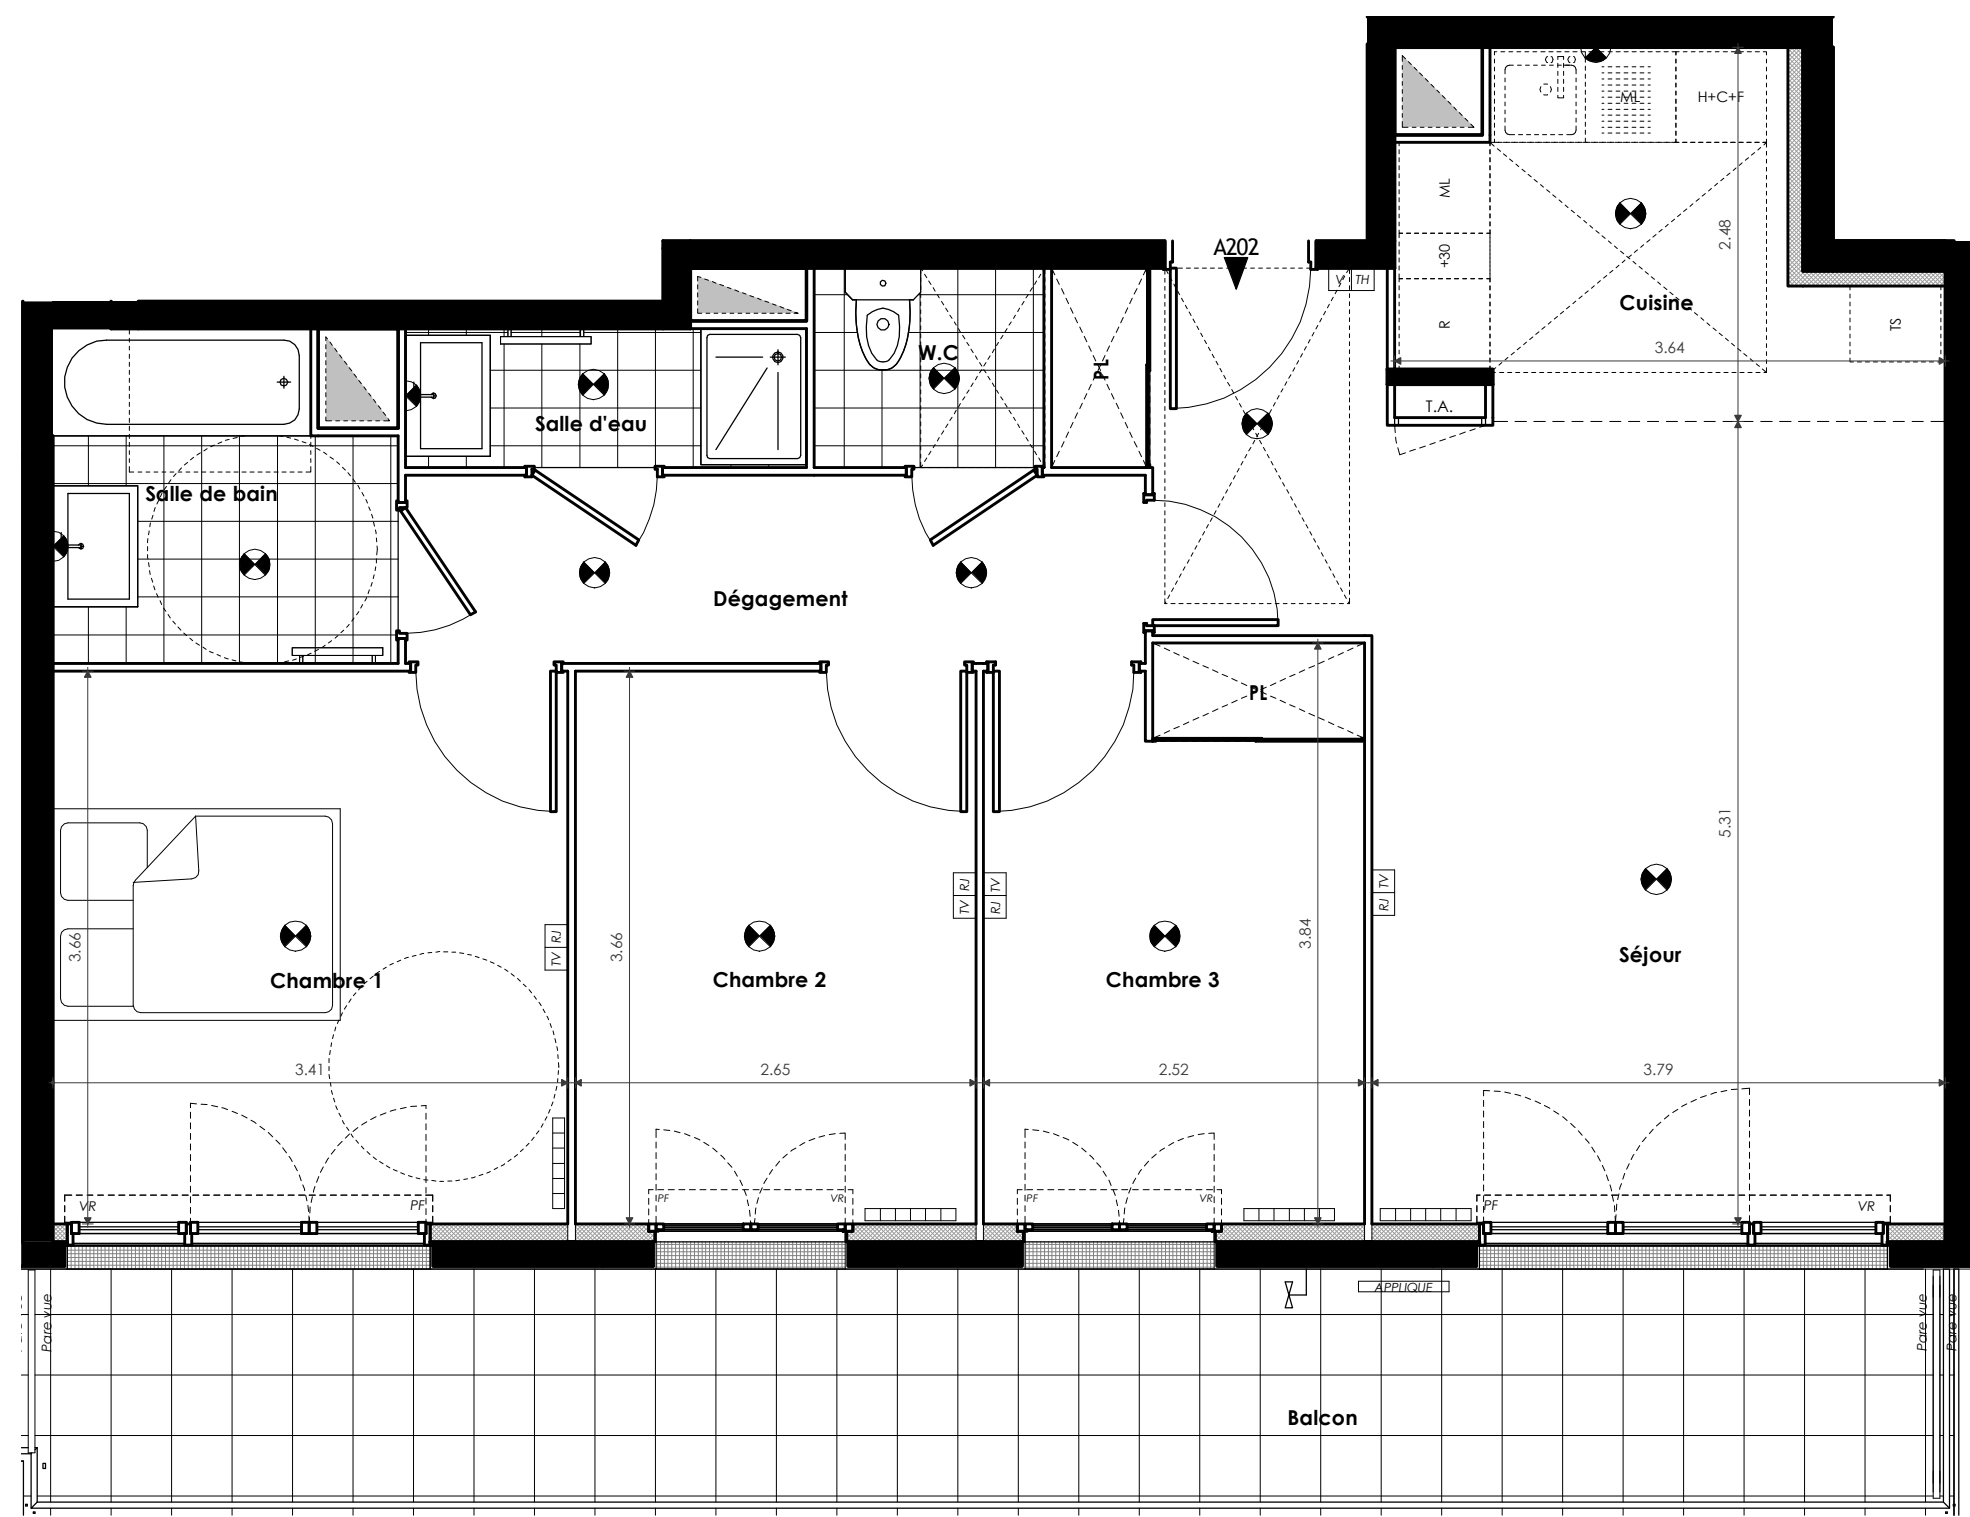 ML
H+C+F
ML
+30
R
2.48
Cuisine
TS
3.64
T.A.
A202
V
TH
W.C
PL
Salle d'eau
Salle de bain
Dégagement
PL
5.31
3.66
Chambre 1
TV RJ
3.66
Chambre 2
TV RJ
RJ TV
Chambre 3
3.84
RJ TV
Séjour
3.41
2.65
2.52
3.79
VR
PF
PF
VR
PF
VR
PF
VR
Pare vue
APPLIQUE
Pare vue
Pare vue
Balcon